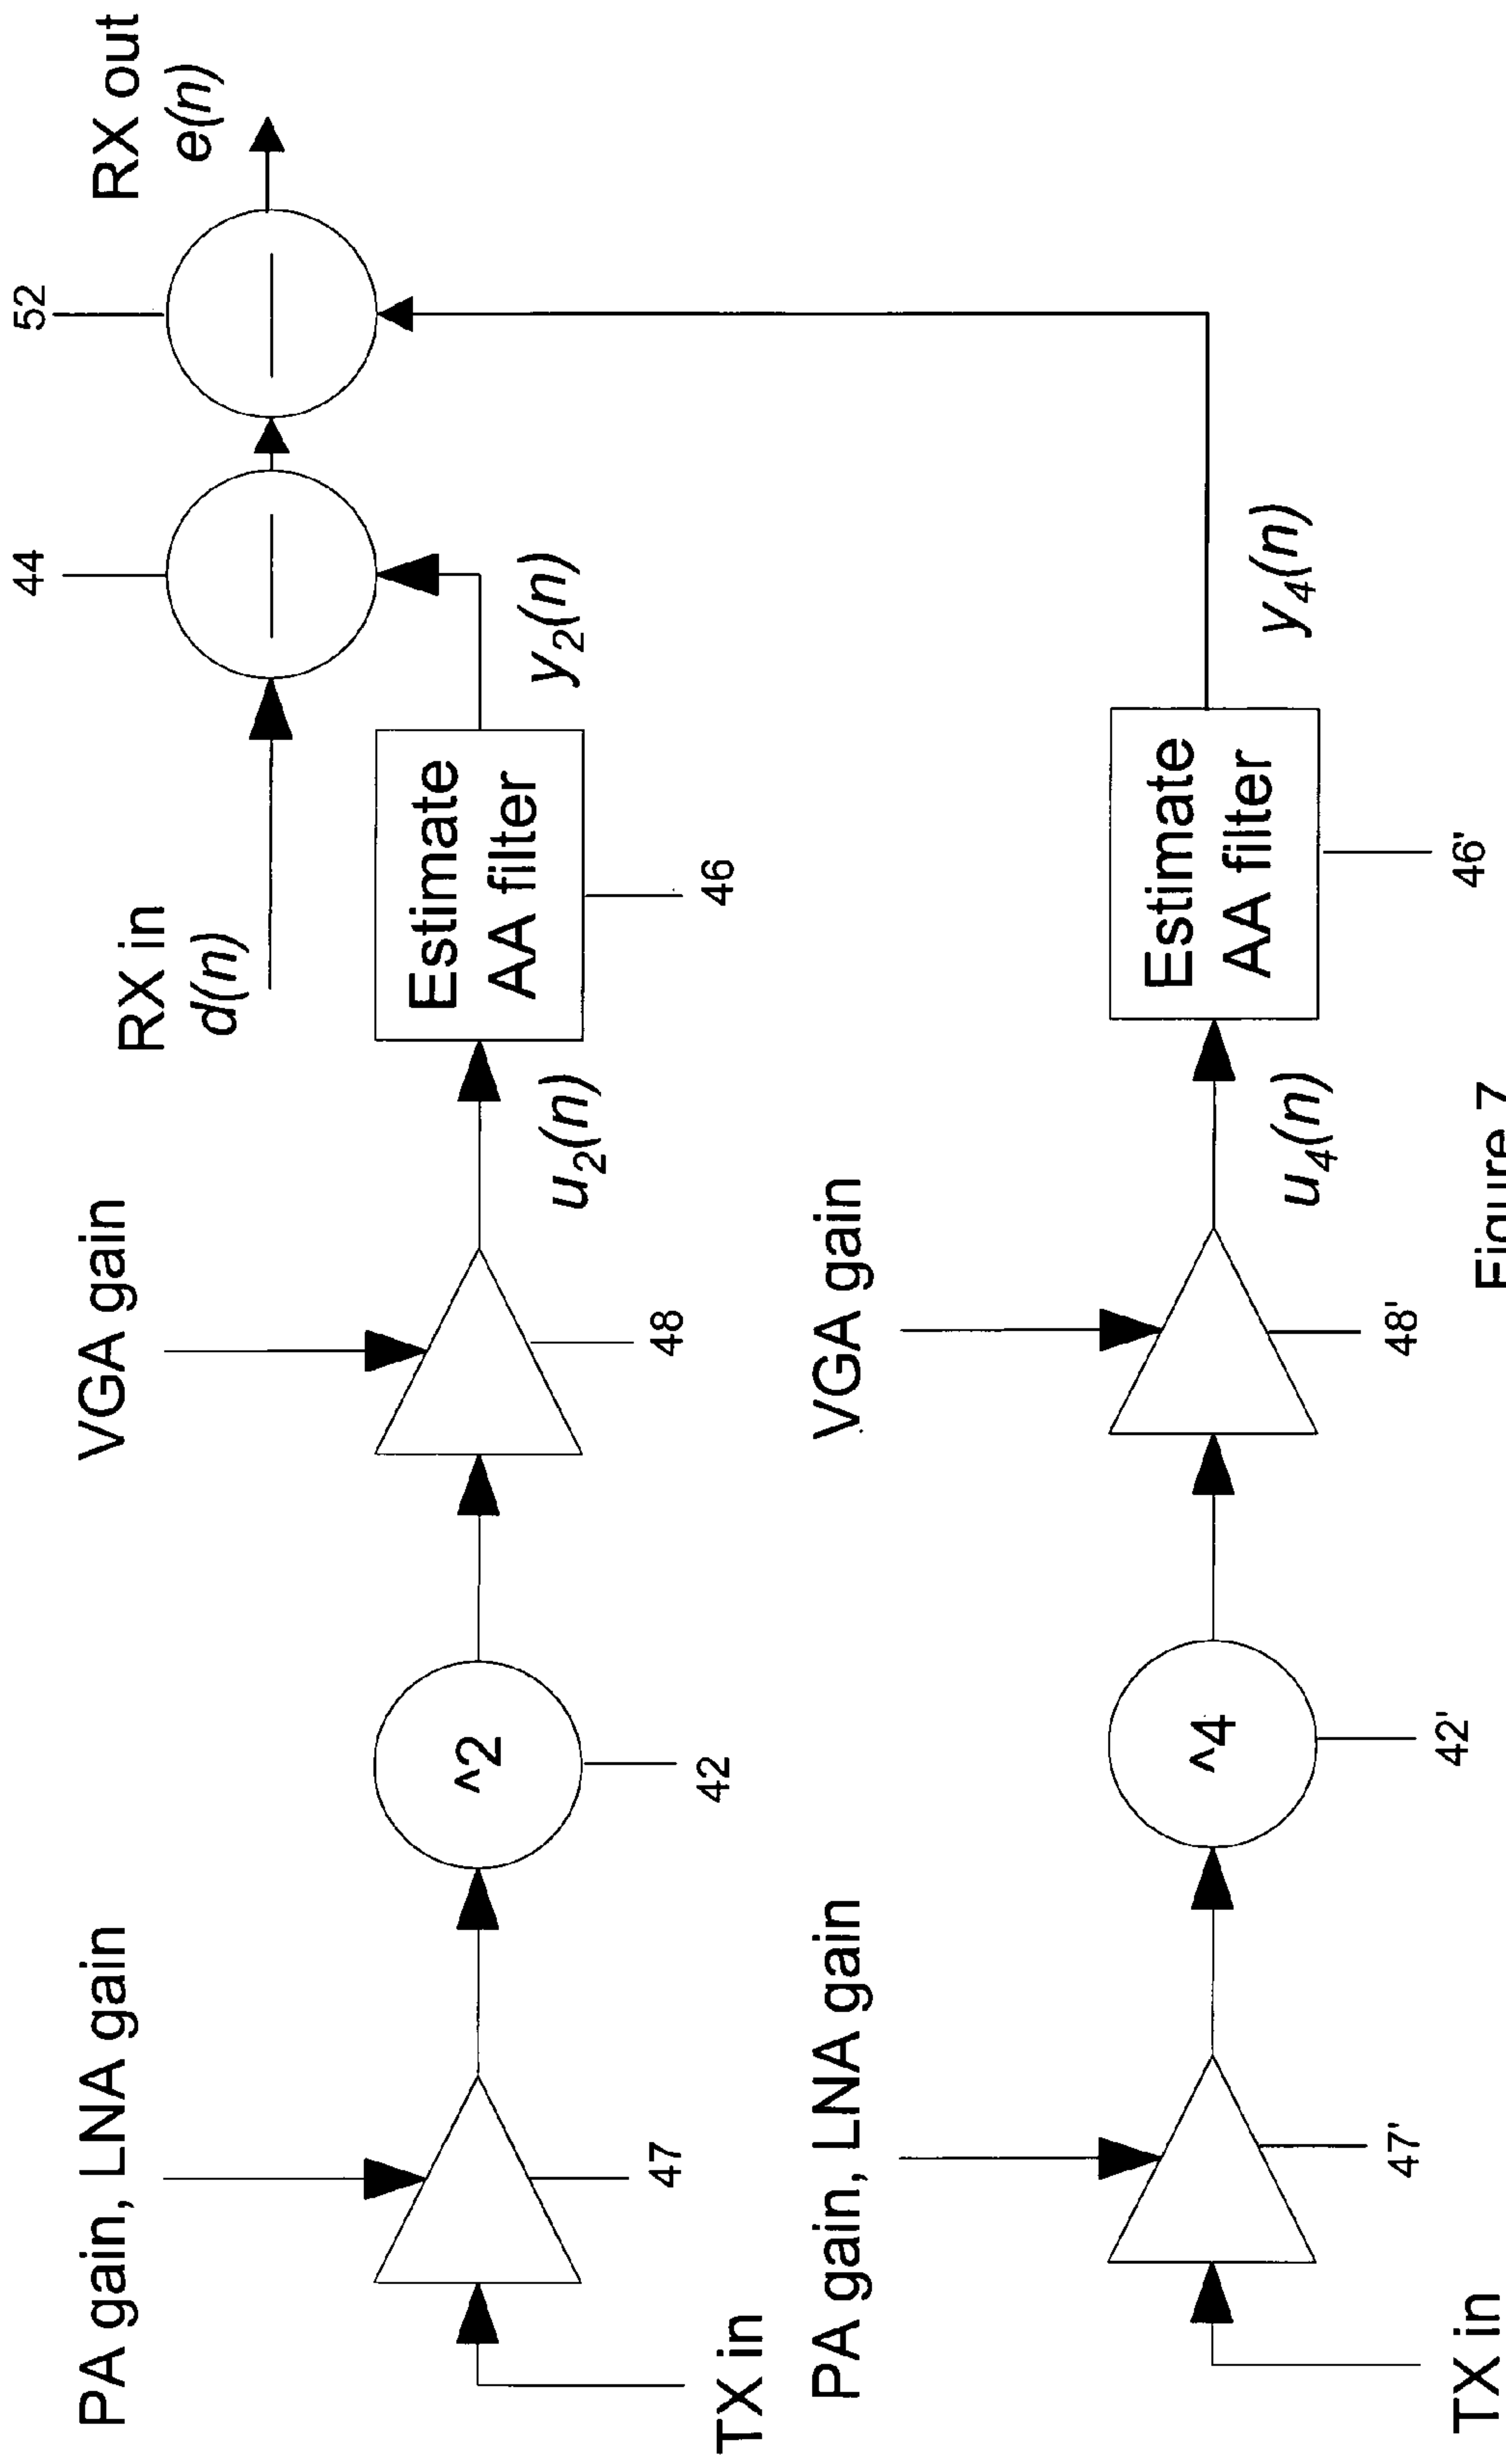 52
RX out
e(n)
44
RX in
d(n)
y2(n)
Estimate
AA filter
46
u2(n)
VGA gain
48
^2
42
PA gain, LNA gain
47
TX in
y4(n)
Estimate
AA filter
46'
u4(n)
VGA gain
48'
^4
42'
PA gain, LNA gain
47'
TX in
Figure 7